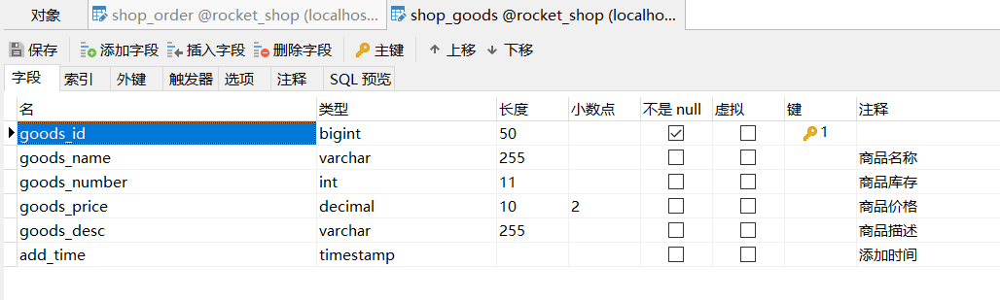 对象 shop_order @rocket_shop (localhos... shop_goods @rocket_shop (localho...
保存 添加字段 插入字段 删除字段 主键 上移 下移
字段 索引 外键 触发器 选项 注释 SQL 预览
名 类型 长度 小数点 不是 null 虚拟 键 注释
goods_id bigint 50 1
goods_name varchar 255 商品名称
goods_number int 11 商品库存
goods_price decimal 10 2 商品价格
goods_desc varchar 255 商品描述
add_time timestamp 添加时间